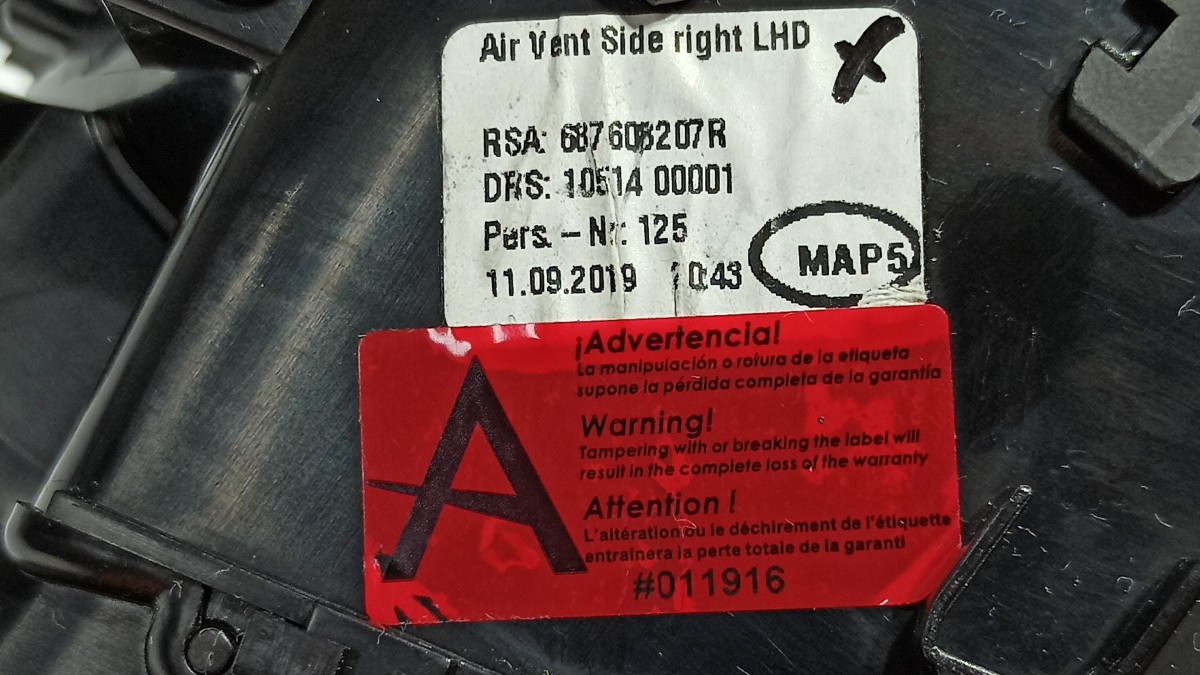 Air Vent Side right LHD
RSA: 687608207R
DRS: 10514 00001
Pers. - Nr. 125
11.09.2019 10:43
MAP5
¡Advertencia!
La manipulación o rotura de la etiqueta
supone la pérdida completa de la garantía
Warning!
Tampering with or breaking the label will
result in the complete loss of the warranty
Attention !
L'altération ou le déchirement de l'étiquette
entraînera la perte totale de la garanti
#011916